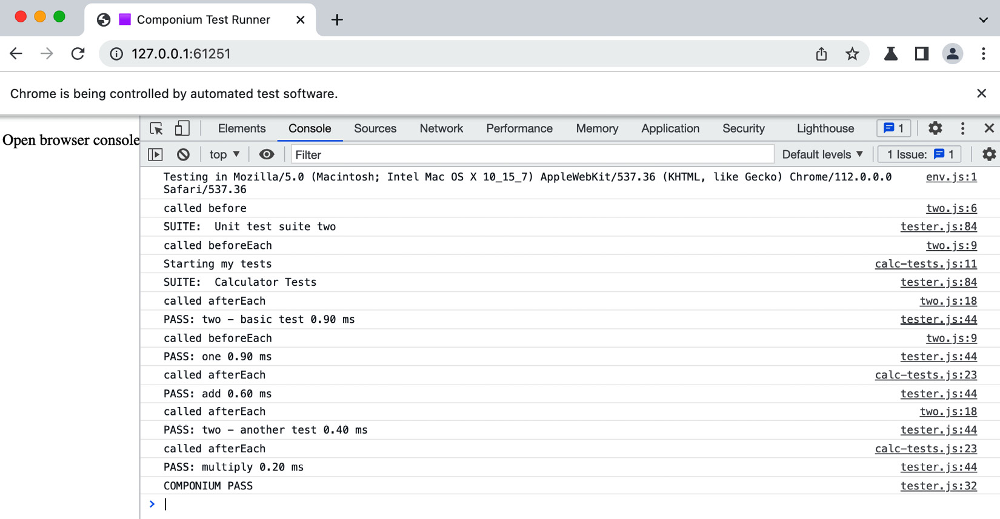 Componium Test Runner
127.0.0.1:61251
Chrome is being controlled by automated test software.
Open browser console
Elements Console Sources Network Performance Memory Application Security Lighthouse 1
top Filter Default levels 1 Issue: 1
Testing in Mozilla/5.0 (Macintosh; Intel Mac OS X 10_15_7) AppleWebKit/537.36 (KHTML, like Gecko) Chrome/112.0.0.0 env.js:1
Safari/537.36
called before two.js:6
SUITE:  Unit test suite two tester.js:84
called beforeEach two.js:9
Starting my tests calc-tests.js:11
SUITE:  Calculator Tests tester.js:84
called afterEach two.js:18
PASS: two - basic test 0.90 ms tester.js:44
called beforeEach two.js:9
PASS: one 0.90 ms tester.js:44
called afterEach calc-tests.js:23
PASS: add 0.60 ms tester.js:44
called afterEach two.js:18
PASS: two - another test 0.40 ms tester.js:44
called afterEach calc-tests.js:23
PASS: multiply 0.20 ms tester.js:44
COMPONIUM PASS tester.js:32